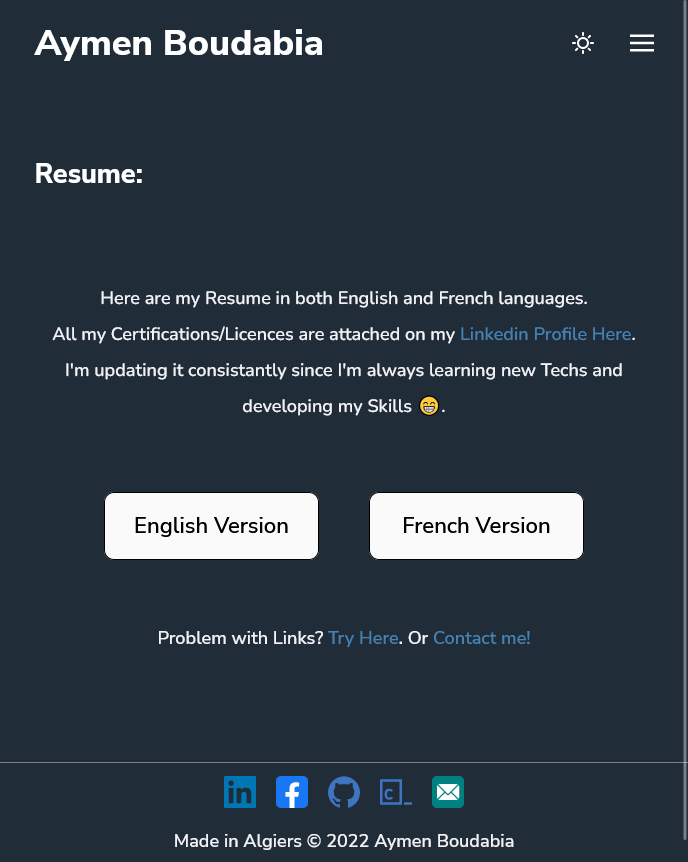 Aymen Boudabia
Resume:
Here are my Resume in both English and French languages.
All my Certifications/Licences are attached on my Linkedin Profile Here.
I'm updating it consistantly since I'm always learning new Techs and
developing my Skills 😁.
English Version
French Version
Problem with Links? Try Here. Or Contact me!
Made in Algiers © 2022 Aymen Boudabia